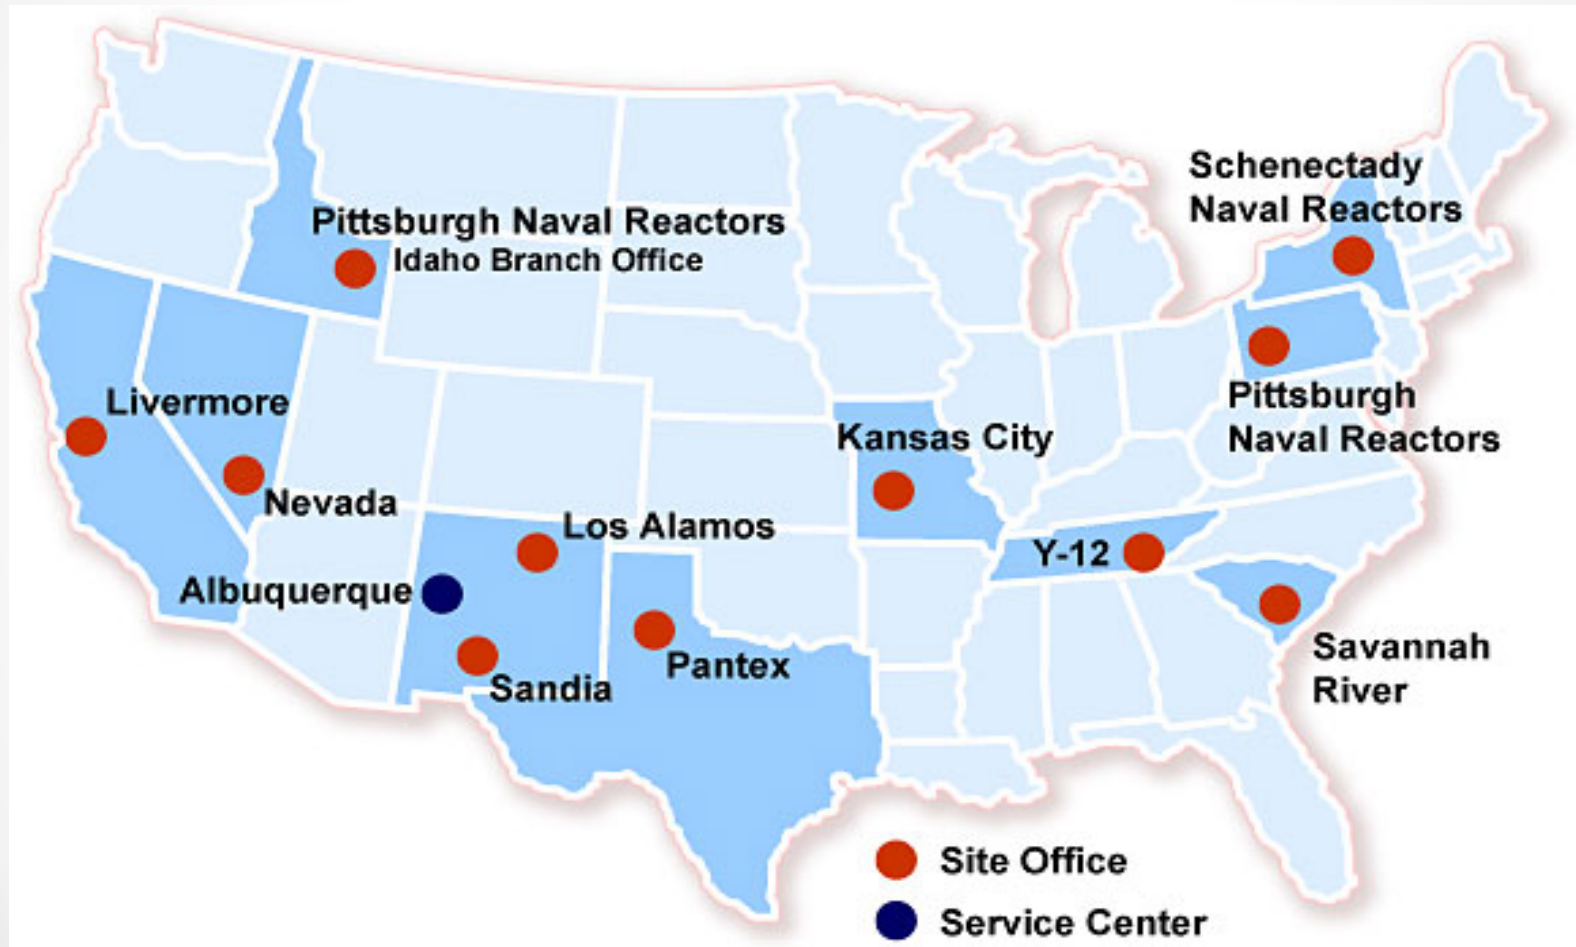 Schenectady
Naval Reactors
Pittsburgh Naval Reactors
Idaho Branch Office
Pittsburgh
Naval Reactors
Livermore
Kansas City
Nevada
Los Alamos
Y-12
Albuquerque
Pantex
Sandia
Savannah
River
Site Office
Service Center